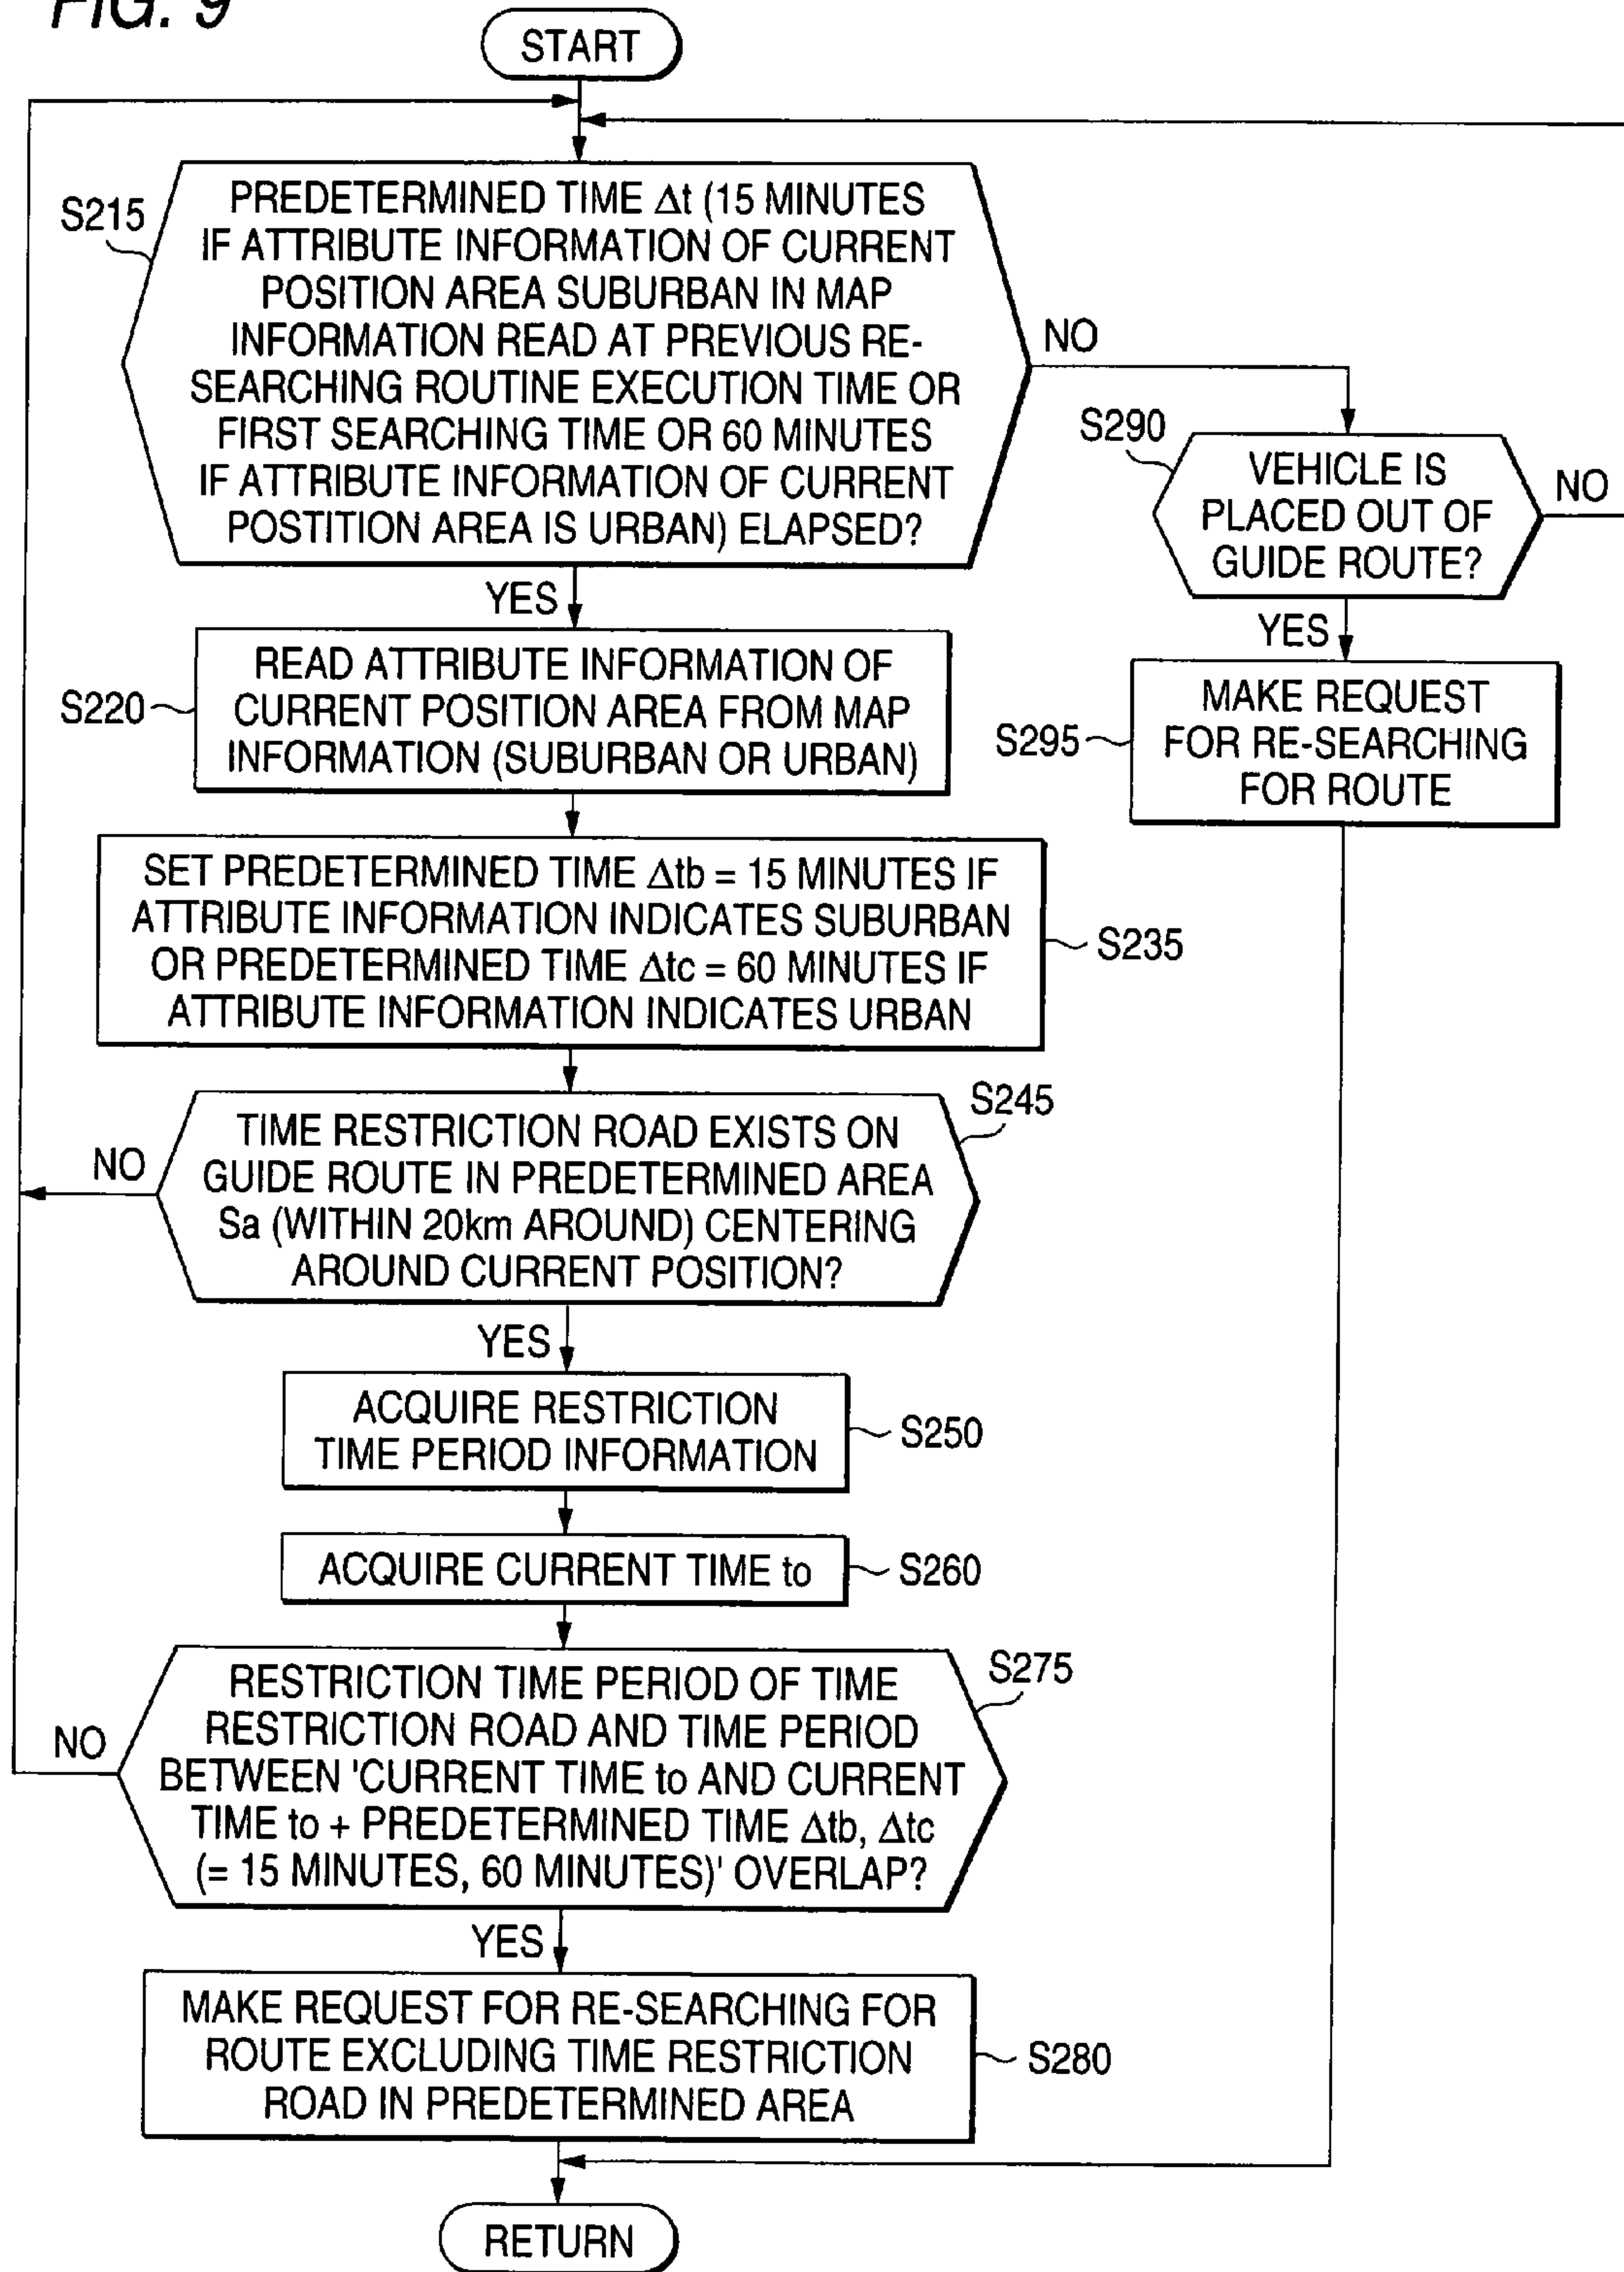 FIG. 9
START
S215
PREDETERMINED TIME Δt (15 MINUTES
IF ATTRIBUTE INFORMATION OF CURRENT
POSITION AREA SUBURBAN IN MAP
INFORMATION READ AT PREVIOUS RE-
SEARCHING ROUTINE EXECUTION TIME OR
FIRST SEARCHING TIME OR 60 MINUTES
IF ATTRIBUTE INFORMATION OF CURRENT
POSTITION AREA IS URBAN) ELAPSED?
NO
S290
VEHICLE IS
PLACED OUT OF
GUIDE ROUTE?
NO
YES
YES
S220
READ ATTRIBUTE INFORMATION OF
CURRENT POSITION AREA FROM MAP
INFORMATION (SUBURBAN OR URBAN)
S295
MAKE REQUEST
FOR RE-SEARCHING
FOR ROUTE
SET PREDETERMINED TIME Δtb = 15 MINUTES IF
ATTRIBUTE INFORMATION INDICATES SUBURBAN
OR PREDETERMINED TIME Δtc = 60 MINUTES IF
ATTRIBUTE INFORMATION INDICATES URBAN
S235
S245
TIME RESTRICTION ROAD EXISTS ON
GUIDE ROUTE IN PREDETERMINED AREA
Sa (WITHIN 20km AROUND) CENTERING
AROUND CURRENT POSITION?
NO
YES
ACQUIRE RESTRICTION
TIME PERIOD INFORMATION
S250
ACQUIRE CURRENT TIME to
S260
S275
RESTRICTION TIME PERIOD OF TIME
RESTRICTION ROAD AND TIME PERIOD
BETWEEN 'CURRENT TIME to AND CURRENT
TIME to + PREDETERMINED TIME Δtb, Δtc
(= 15 MINUTES, 60 MINUTES)' OVERLAP?
NO
YES
MAKE REQUEST FOR RE-SEARCHING FOR
ROUTE EXCLUDING TIME RESTRICTION
ROAD IN PREDETERMINED AREA
S280
RETURN